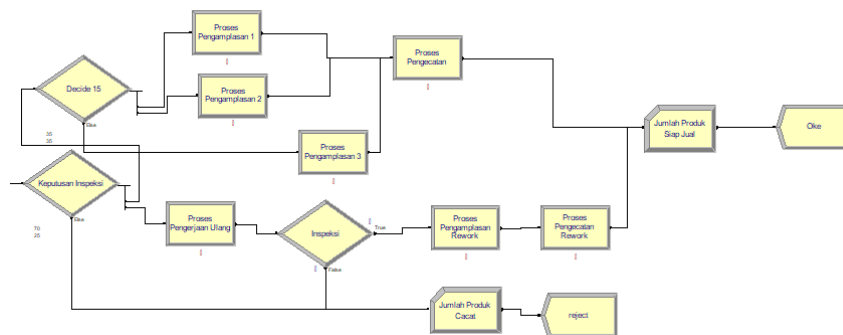 Proses
Pengamplasan 1
Proses
Pengecatan
Decide 15
Proses
Pengamplasan 2
Jumlah Produk
Siap Jual
Oke
Else
35
35
Proses
Pengamplasan 3
Keputusan Inspeksi
Else
70
25
Proses
Pengerjaan Ulang
Inspeksi
True
False
Proses
Pengamplasan
Rework
Proses
Pengecatan
Rework
Jumlah Produk
Cacat
reject